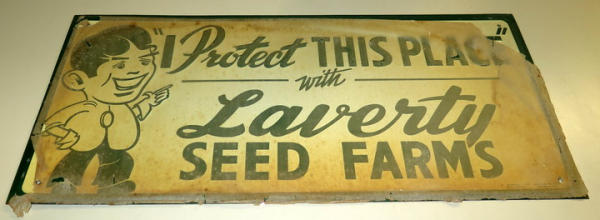 "I Protect THIS PLACE"
with
Laverty
SEED FARMS